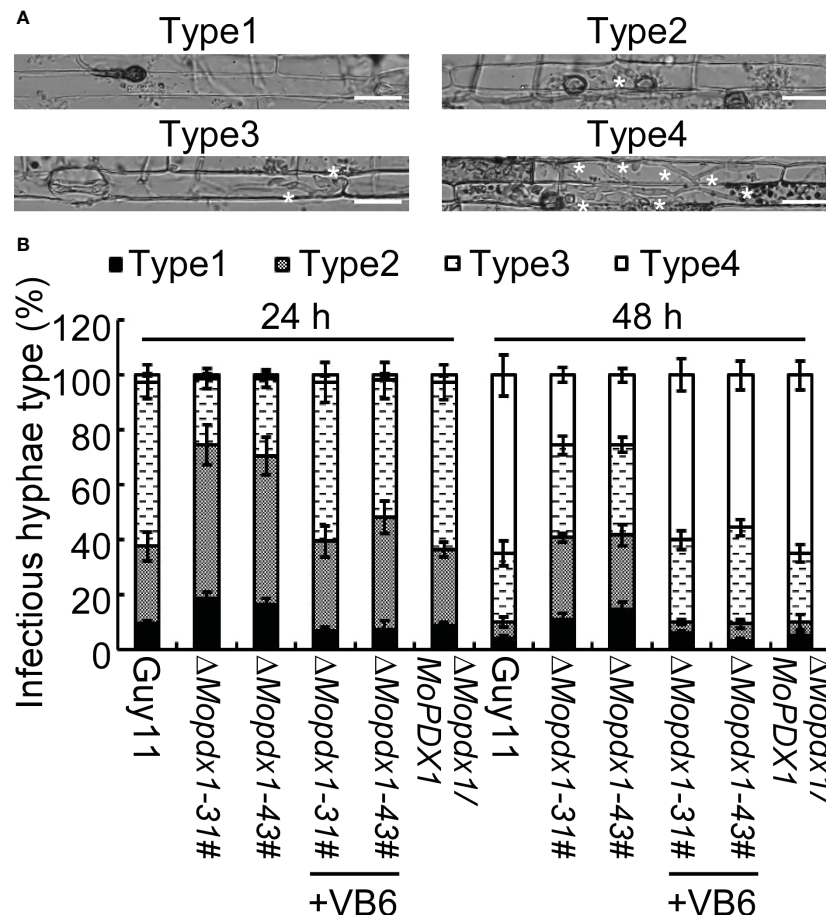 A
Type1
Type2
*
Type3
* *
Type4
* * * * * * *
B
Type1 Type2 Type3 Type4
Infectious hyphae type (%)
120
100
80
60
40
20
0
24 h
48 h
Guy11
ΔMopdx1-31#
ΔMopdx1-43#
ΔMopdx1-31#
ΔMopdx1-43#
ΔMopdx1/
MoPDX1
Guy11
ΔMopdx1-31#
ΔMopdx1-43#
ΔMopdx1-31#
ΔMopdx1-43#
ΔMopdx1/
MoPDX1
+VB6
+VB6